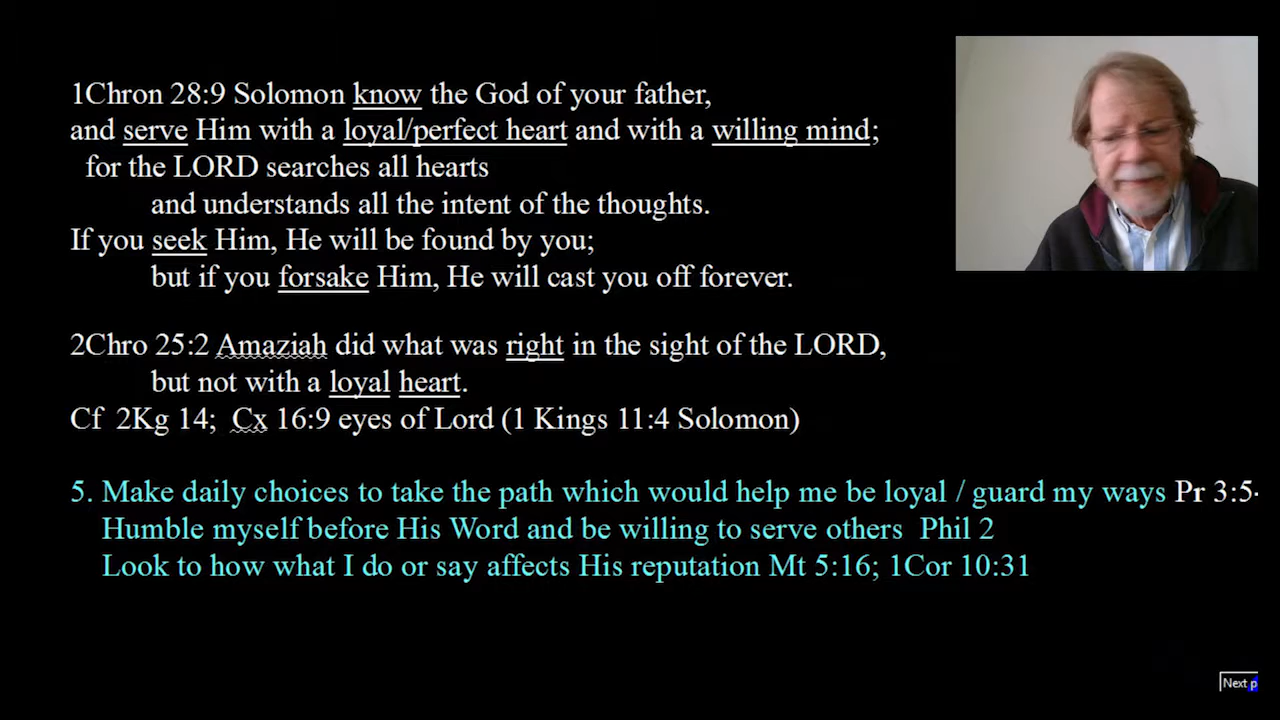 1Chron 28:9 Solomon know the God of your father,
and serve Him with a loyal/perfect heart and with a willing mind;
for the LORD searches all hearts
and understands all the intent of the thoughts.
If you seek Him, He will be found by you;
but if you forsake Him, He will cast you off forever.
2Chro 25:2 Amaziah did what was right in the sight of the LORD,
but not with a loyal heart.
Cf 2Kg 14; Cx 16:9 eyes of Lord (1 Kings 11:4 Solomon)
5. Make daily choices to take the path which would help me be loyal / guard my ways Pr 3:5-
Humble myself before His Word and be willing to serve others Phil 2
Look to how what I do or say affects His reputation Mt 5:16; 1Cor 10:31
Next p